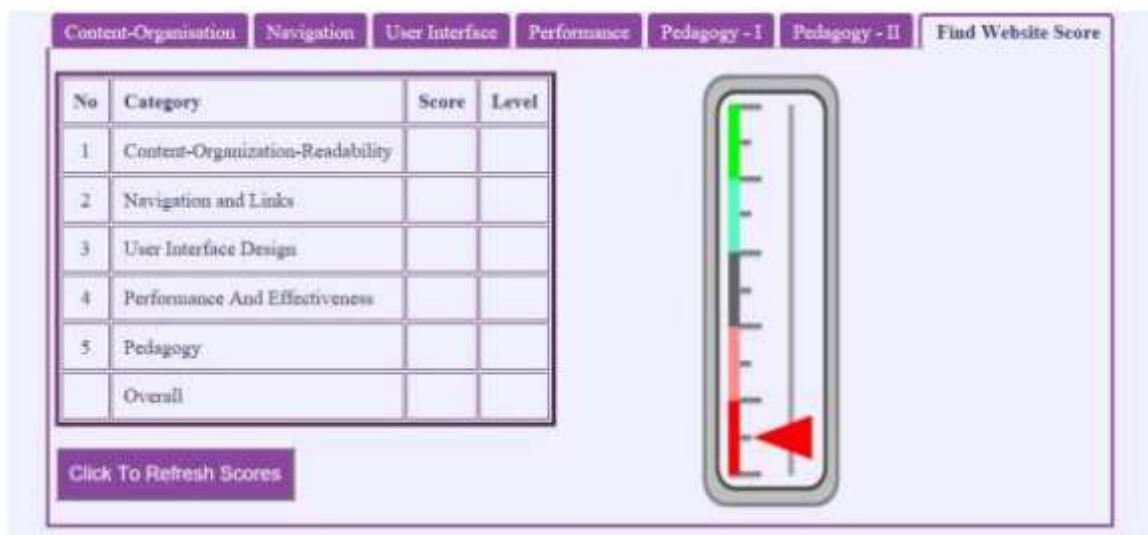 Content-Organisation Navigation User Interface Performance Pedagogy - I Pedagogy - II Find Website Score
No Category Score Level
1 Content-Organization-Readability
2 Navigation and Links
3 User Interface Design
4 Performance And Effectiveness
5 Pedagogy
Overall
Click To Refresh Scores